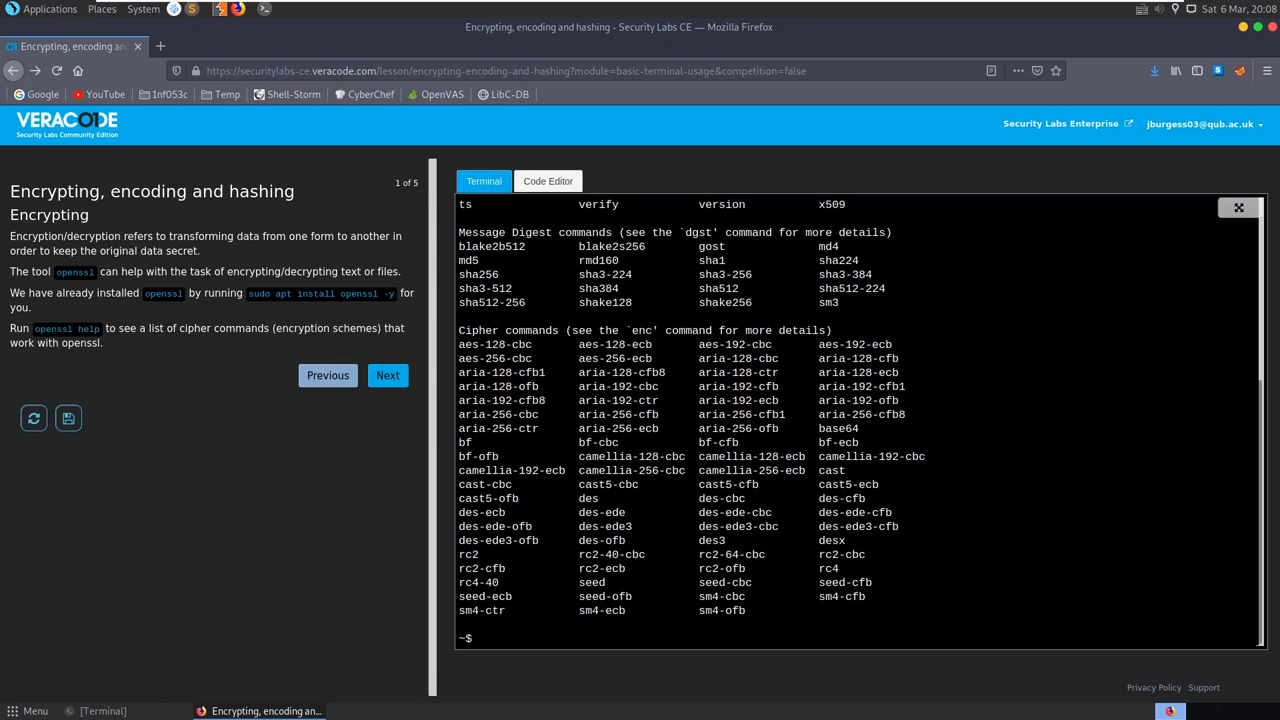 Applications Places System Sat 6 Mar, 20:08
Encrypting, encoding and hashing - Security Labs CE — Mozilla Firefox
Encrypting, encoding and
https://securitylabs-ce.veracode.com/lesson/encrypting-encoding-and-hashing?module=basic-terminal-usage&competition=false
Google YouTube 1nf053c Temp Shell-Storm CyberChef OpenVAS LibC-DB
VERACODE
Security Labs Community Edition
Security Labs Enterprise jburgess03@qub.ac.uk
Encrypting, encoding and hashing 1 of 5
Encrypting
Encryption/decryption refers to transforming data from one form to another in
order to keep the original data secret.
The tool openssl can help with the task of encrypting/decrypting text or files.
We have already installed openssl by running sudo apt install openssl -y for
you.
Run openssl help to see a list of cipher commands (encryption schemes) that
work with openssl.
Previous Next
Terminal Code Editor
ts verify version x509
Message Digest commands (see the `dgst' command for more details)
blake2b512 blake2s256 gost md4
md5 rmd160 sha1 sha224
sha256 sha3-224 sha3-256 sha3-384
sha3-512 sha384 sha512 sha512-224
sha512-256 shake128 shake256 sm3
Cipher commands (see the `enc' command for more details)
aes-128-cbc aes-128-ecb aes-192-cbc aes-192-ecb
aes-256-cbc aes-256-ecb aria-128-cbc aria-128-cfb
aria-128-cfb1 aria-128-cfb8 aria-128-ctr aria-128-ecb
aria-128-ofb aria-192-cbc aria-192-cfb aria-192-cfb1
aria-192-cfb8 aria-192-ctr aria-192-ecb aria-192-ofb
aria-256-cbc aria-256-cfb aria-256-cfb1 aria-256-cfb8
aria-256-ctr aria-256-ecb aria-256-ofb base64
bf bf-cbc bf-cfb bf-ecb
bf-ofb camellia-128-cbc camellia-128-ecb camellia-192-cbc
camellia-192-ecb camellia-256-cbc camellia-256-ecb cast
cast-cbc cast5-cbc cast5-cfb cast5-ecb
cast5-ofb des des-cbc des-cfb
des-ecb des-ede des-ede-cbc des-ede-cfb
des-ede-ofb des-ede3 des-ede3-cbc des-ede3-cfb
des-ede3-ofb des-ofb des3 desx
rc2 rc2-40-cbc rc2-64-cbc rc2-cbc
rc2-cfb rc2-ecb rc2-ofb rc4
rc4-40 seed seed-cbc seed-cfb
seed-ecb seed-ofb sm4-cbc sm4-cfb
sm4-ctr sm4-ecb sm4-ofb
~$
Privacy Policy Support
Menu [Terminal] Encrypting, encoding an...